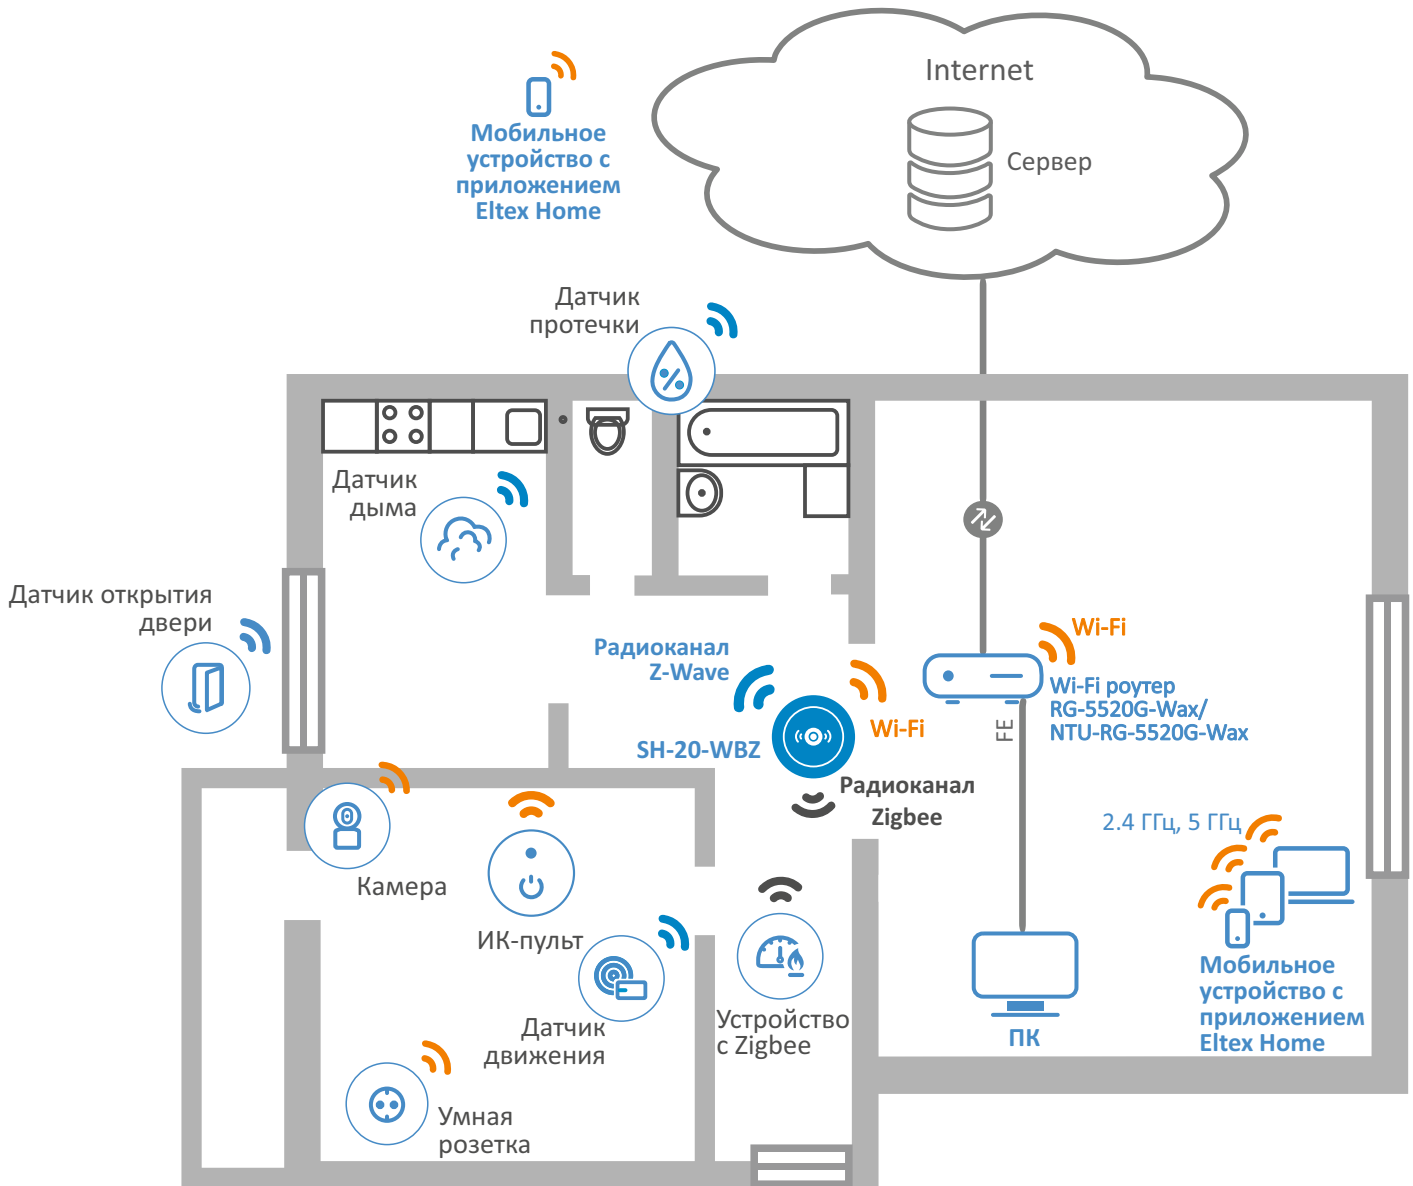 Internet
Сервер
Мобильное
устройство с
приложением
Eltex Home
Датчик
протечки
Датчик
дыма
Датчик открытия
двери
Радиоканал
Z-Wave
Wi-Fi
SH-20-WBZ
Радиоканал
Zigbee
Wi-Fi
Wi-Fi роутер
RG-5520G-Wax/
NTU-RG-5520G-Wax
FE
2.4 ГГц, 5 ГГц
Камера
ИК-пульт
Датчик
движения
Устройство
с Zigbee
ПК
Мобильное
устройство с
приложением
Eltex Home
Умная
розетка